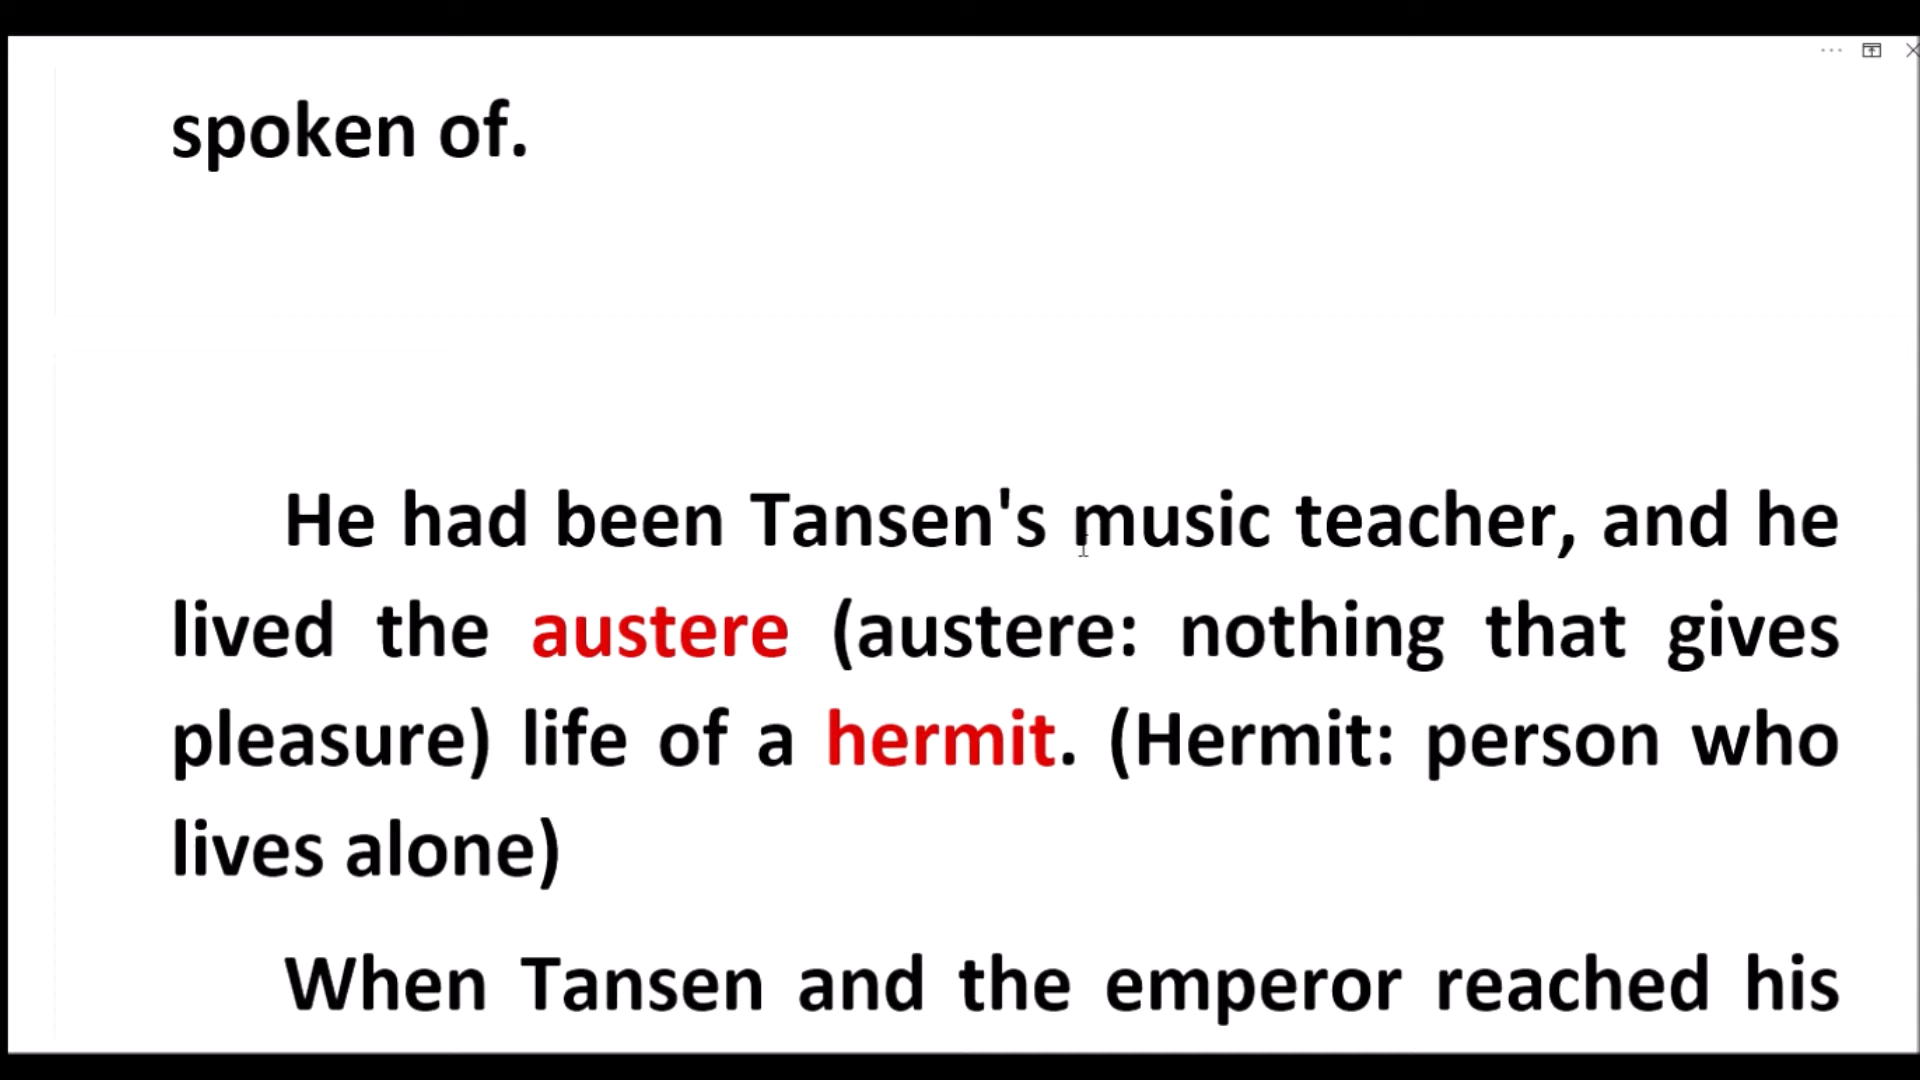 spoken of.
He had been Tansen's music teacher, and he
lived the austere (austere: nothing that gives
pleasure) life of a hermit. (Hermit: person who
lives alone)
When Tansen and the emperor reached his